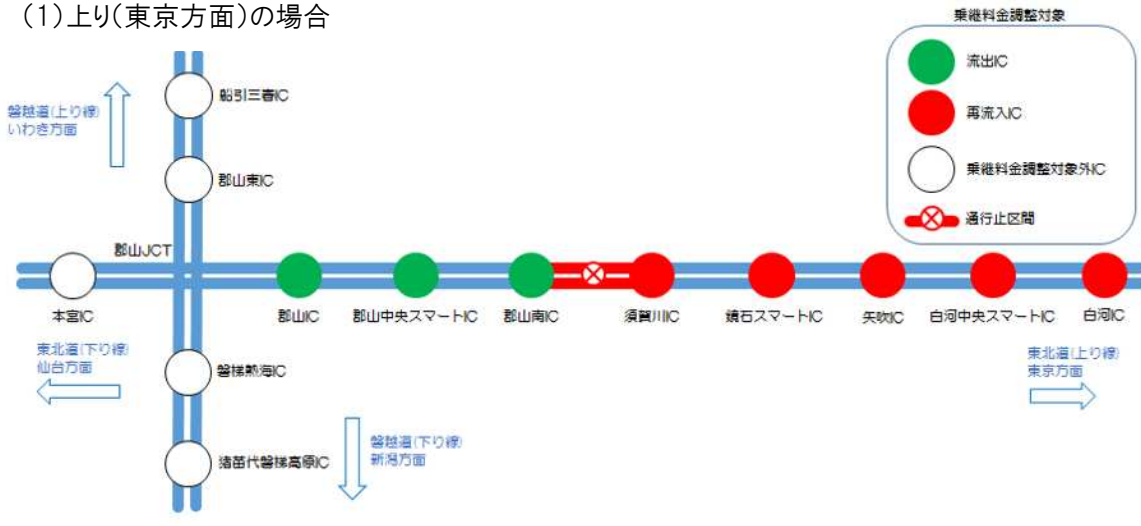 (1)上り(東京方面)の場合
乗継料金調整対象
流出IC
再流入IC
乗継料金調整対象外IC
通行止区間
船引三春IC
磐越道(上り線)
いわき方面
郡山東IC
郡山JCT
本宮IC
郡山IC
郡山中央スマートIC
郡山南IC
須賀川IC
鏡石スマートIC
矢吹IC
白河中央スマートIC
白河IC
東北道(下り線)
仙台方面
磐梯熱海IC
東北道(上り線)
東京方面
磐越道(下り線)
新潟方面
猪苗代磐梯高原IC